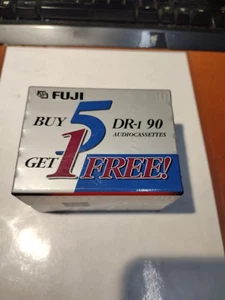 FUJI
BUY 5 DR-I 90
AUDIOCASSETTES
GET 1 FREE!